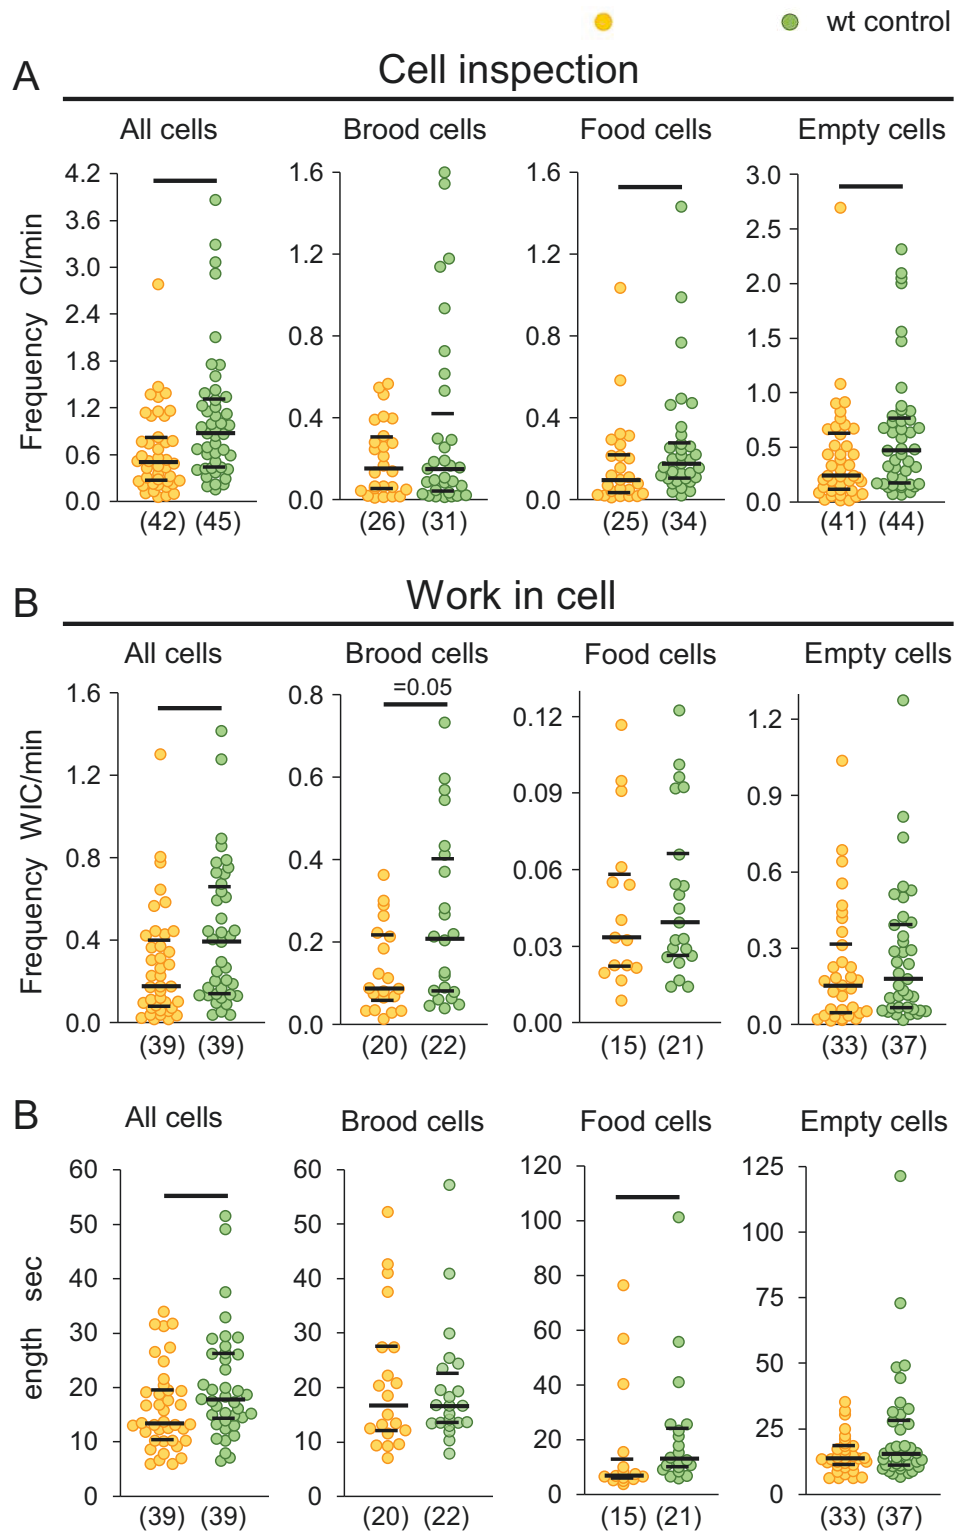 wt control
A Cell inspection
All cells Brood cells Food cells Empty cells
Frequency CI/min
4.2 3.6 3.0 2.4 1.8 1.2 0.6 0.0
1.6 1.2 0.8 0.4 0.0
1.6 1.2 0.8 0.4 0.0
3.0 2.5 2.0 1.5 1.0 0.5 0.0
(42) (45) (26) (31) (25) (34) (41) (44)
B Work in cell
All cells Brood cells Food cells Empty cells
=0.05
Frequency WIC/min
1.6 1.2 0.8 0.4 0.0
0.8 0.6 0.4 0.2 0.0
0.12 0.09 0.06 0.03 0.00
1.2 0.9 0.6 0.3 0.0
(39) (39) (20) (22) (15) (21) (33) (37)
B All cells Brood cells Food cells Empty cells
ength sec
60 50 40 30 20 10 0
60 50 40 30 20 10 0
120 100 80 60 40 20 0
125 100 75 50 25 0
(39) (39) (20) (22) (15) (21) (33) (37)